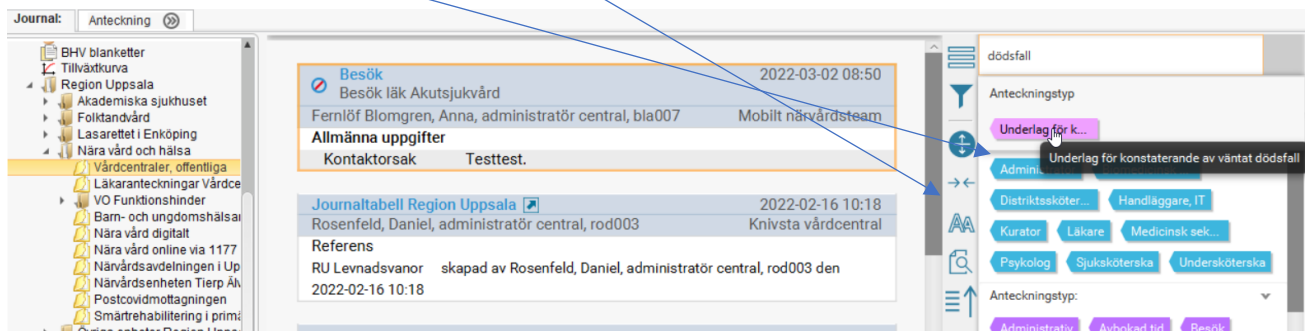 Journal:
Anteckning
BHV blanketter
Tillväxtkurva
Region Uppsala
Akademiska sjukhuset
Folktandvård
Lasarettet i Enköping
Nära vård och hälsa
Vårdcentraler, offentliga
Läkaranteckningar Vårdce
VO Funktionshinder
Barn- och ungdomshälsa
Nära vård digitalt
Nära vård online via 1177
Närvårdsavdelningen i Up
Närvårdsenheten Tierp Älv
Postcovidmottagningen
Smärtrehabilitering i prim
Besök 2022-03-02 08:50
Besök läk Akutsjukvård
Fernlöf Blomgren, Anna, administratör central, bla007 Mobilt närvårdsteam
Allmänna uppgifter
Kontaktorsak Testtest.
Journaltabell Region Uppsala 2022-02-16 10:18
Rosenfeld, Daniel, administratör central, rod003 Knivsta vårdcentral
Referens
RU Levnadsvanor skapad av Rosenfeld, Daniel, administratör central, rod003 den
2022-02-16 10:18
dödsfall
Anteckningstyp
Underlag för k...
Underlag för konstaterande av väntat dödsfall
Distriktssköter... Handläggare, IT
Kurator Läkare Medicinsk sek...
Psykolog Sjuksköterska Undersköterska
Anteckningstyp:
Administrativ Avbokad tid Besök